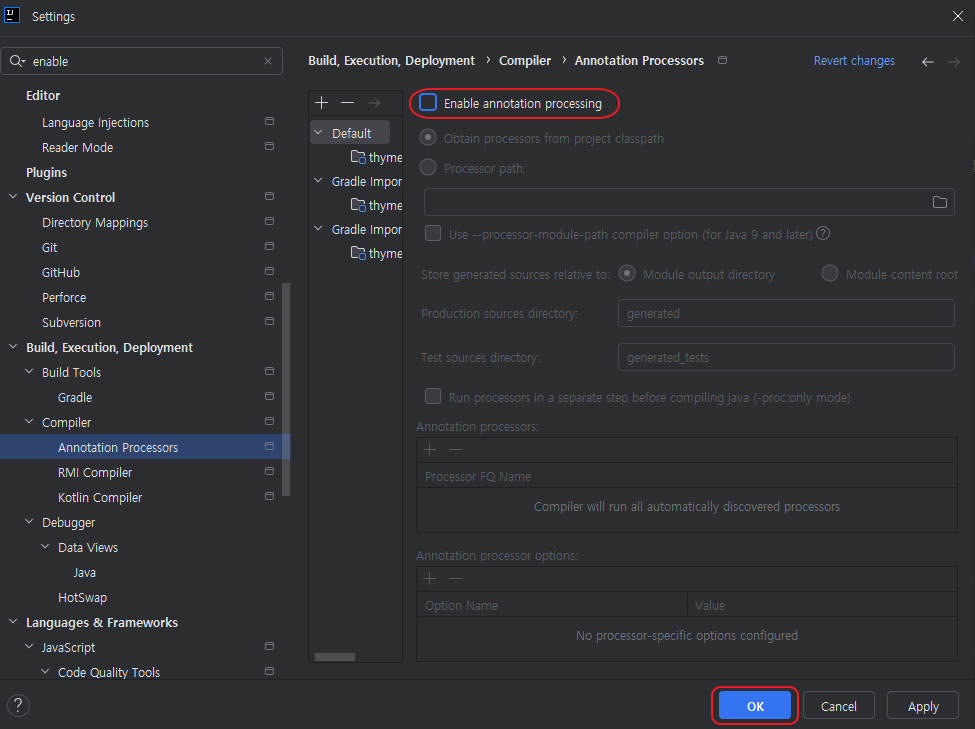 Settings
enable
Build, Execution, Deployment › Compiler › Annotation Processors
Revert changes
Editor
Language Injections
Reader Mode
Plugins
Version Control
Directory Mappings
Git
GitHub
Perforce
Subversion
Build, Execution, Deployment
Build Tools
Gradle
Compiler
Annotation Processors
RMI Compiler
Kotlin Compiler
Debugger
Data Views
Java
HotSwap
Languages & Frameworks
JavaScript
Code Quality Tools
Default
thyme
Gradle Impor
thyme
Gradle Impor
thyme
Enable annotation processing
Obtain processors from project classpath
Processor path:
Use --processor-module-path compiler option (for Java 9 and later) ?
Store generated sources relative to: Module output directory Module content root
Production sources directory: generated
Test sources directory: generated_tests
Run processors in a separate step before compiling java (-proc:only mode)
Annotation processors:
Processor FQ Name
Compiler will run all automatically discovered processors
Annotation processor options:
Option Name Value
No processor-specific options configured
? OK Cancel Apply